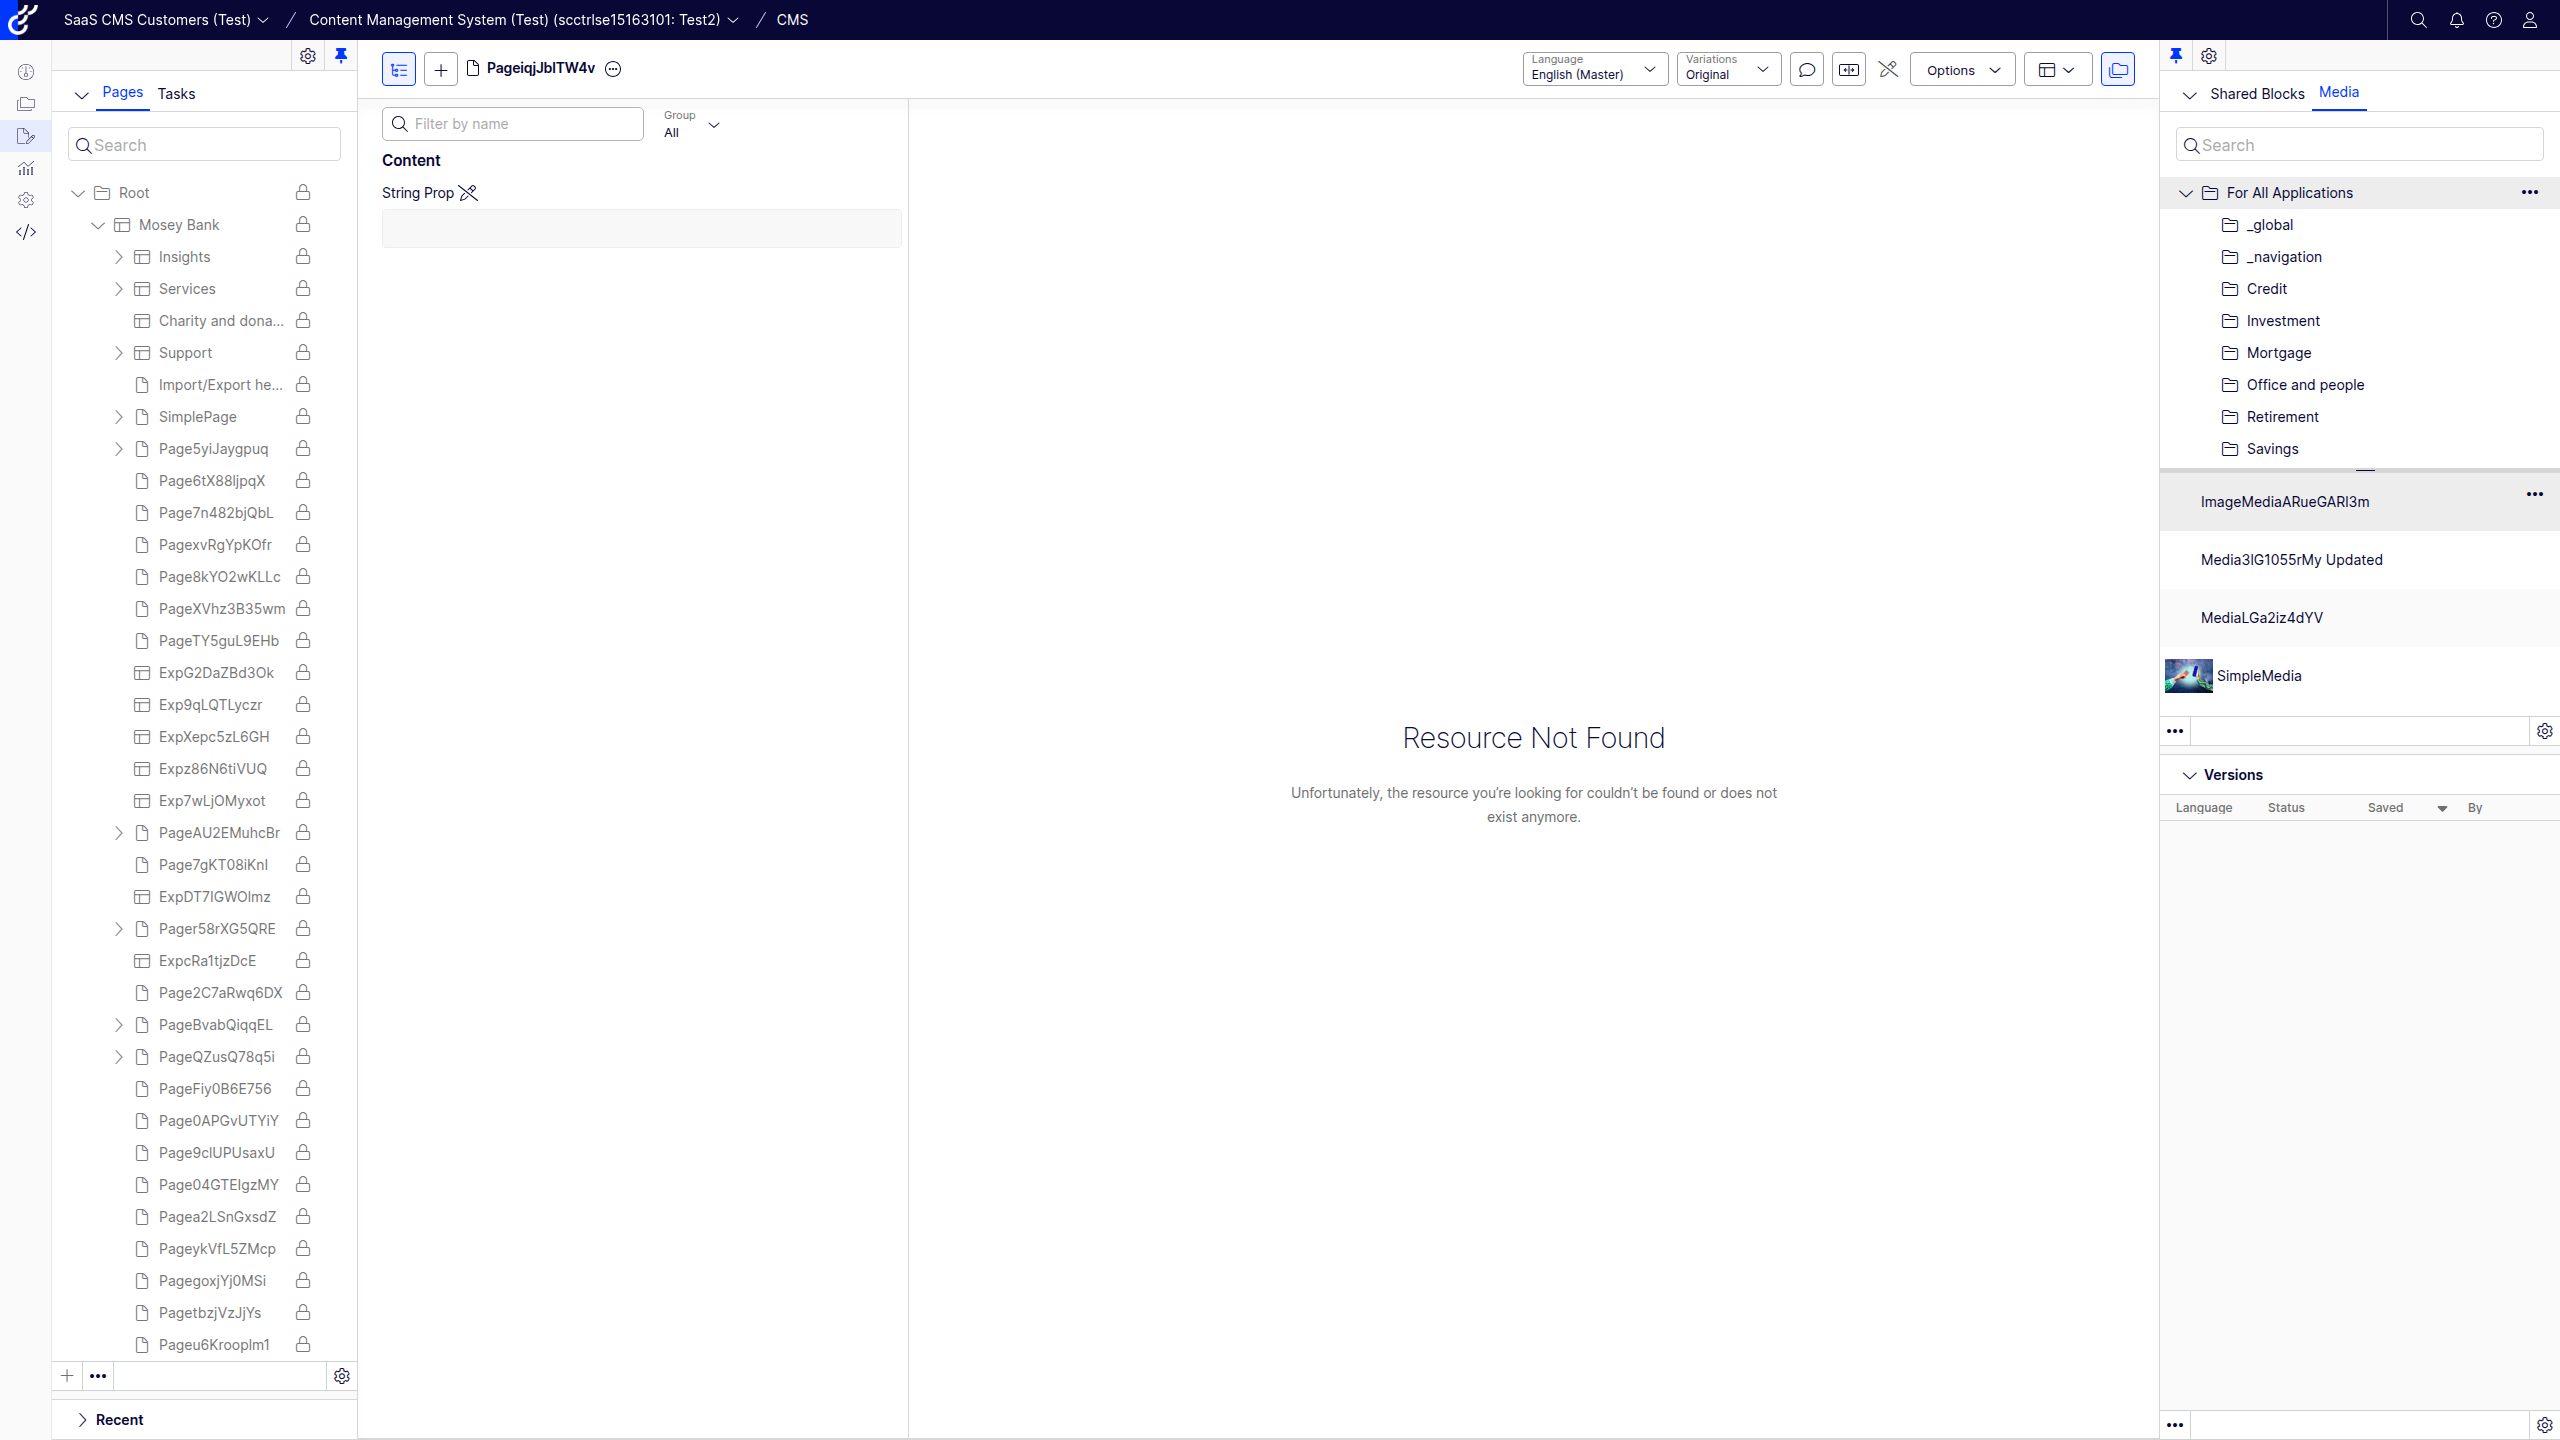 SaaS CMS Customers (Test) / Content Management System (Test) (scctrlse15163101: Test2) / CMS
Pages Tasks
Search
Root
Mosey Bank
Insights
Services
Charity and dona...
Support
Import/Export he...
SimplePage
Page5yiJaygpuq
Page6tX88ljpqX
Page7n482bjQbL
PagexvRgYpKOfr
Page8kYO2wKLLc
PageXVhz3B35wm
PageTY5guL9EHb
ExpG2DaZBd3Ok
Exp9qLQTLyczr
ExpXepc5zL6GH
Expz86N6tiVUQ
Exp7wLjOMyxot
PageAU2EMuhcBr
Page7gKT08iKnI
ExpDT7IGWOlmz
Pager58rXG5QRE
ExpcRa1tjzDcE
Page2C7aRwq6DX
PageBvabQiqqEL
PageQZusQ78q5i
PageFiy0B6E756
Page0APGvUTYiY
Page9clUPUsaxU
Page04GTEIgzMY
Pagea2LSnGxsdZ
PageykVfL5ZMcp
PagegoxjYj0MSi
PagetbzjVzJjYs
Pageu6Krooplm1
Recent
PageiqjJblTW4v
Language
English (Master)
Variations
Original
Options
Filter by name
Group
All
Content
String Prop
Resource Not Found
Unfortunately, the resource you're looking for couldn't be found or does not
exist anymore.
Shared Blocks Media
Search
For All Applications
_global
_navigation
Credit
Investment
Mortgage
Office and people
Retirement
Savings
ImageMediaARueGARl3m
Media3lG1055rMy Updated
MediaLGa2iz4dYV
SimpleMedia
Versions
Language Status Saved By